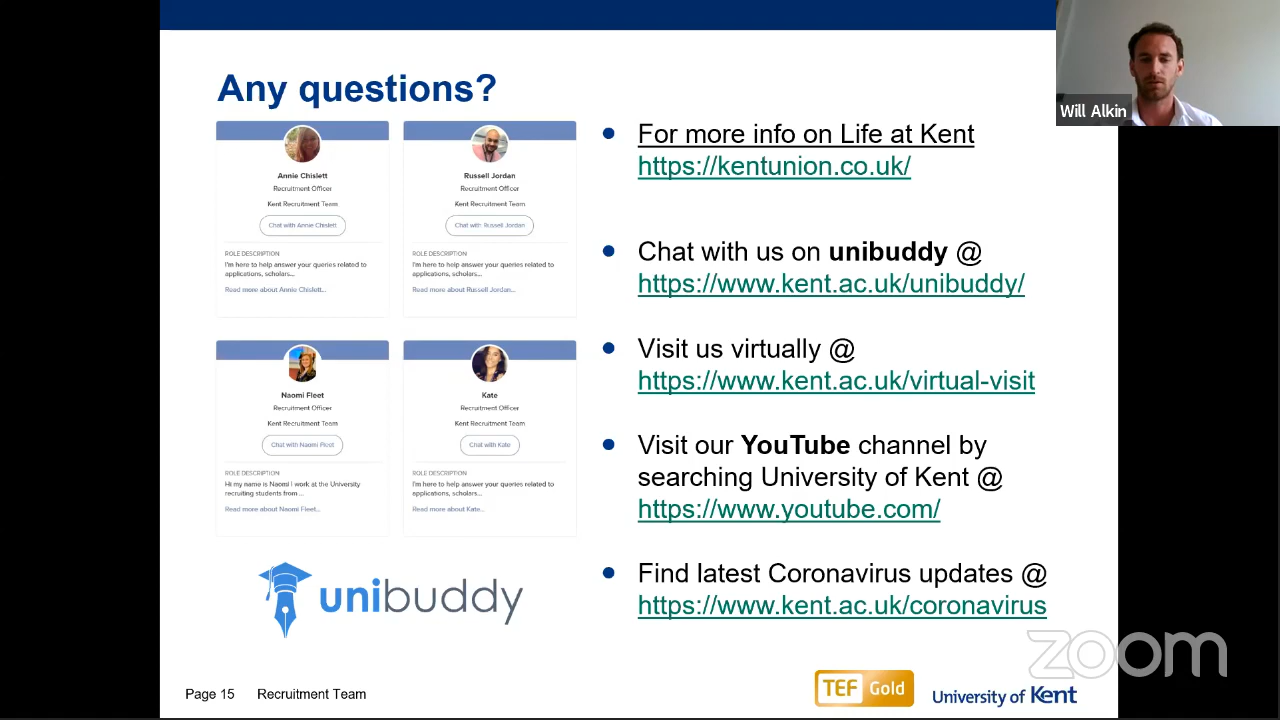 Any questions?
Will Alkin
Annie Chislett
Recruitment Officer
Kent Recruitment Team
Chat with Annie Chislett
ROLE DESCRIPTION
I'm here to help answer your queries related to
applications, scholars...
Read more about Annie Chislett...
Russell Jordan
Recruitment Officer
Kent Recruitment Team
Chat with Russell Jordan
ROLE DESCRIPTION
I'm here to help answer your queries related to
applications, scholars...
Read more about Russell Jordan...
Naomi Fleet
Recruitment Officer
Kent Recruitment Team
Chat with Naomi Fleet
ROLE DESCRIPTION
Hi my name is Naomi I work at the University
recruiting students from ...
Read more about Naomi Fleet...
Kate
Recruitment Officer
Kent Recruitment Team
Chat with Kate
ROLE DESCRIPTION
I'm here to help answer your queries related to
applications, scholars...
Read more about Kate...
unibuddy
For more info on Life at Kent
https://kentunion.co.uk/
Chat with us on unibuddy @
https://www.kent.ac.uk/unibuddy/
Visit us virtually @
https://www.kent.ac.uk/virtual-visit
Visit our YouTube channel by
searching University of Kent @
https://www.youtube.com/
Find latest Coronavirus updates @
https://www.kent.ac.uk/coronavirus
zoom
Page 15 Recruitment Team
TEF Gold
University of Kent